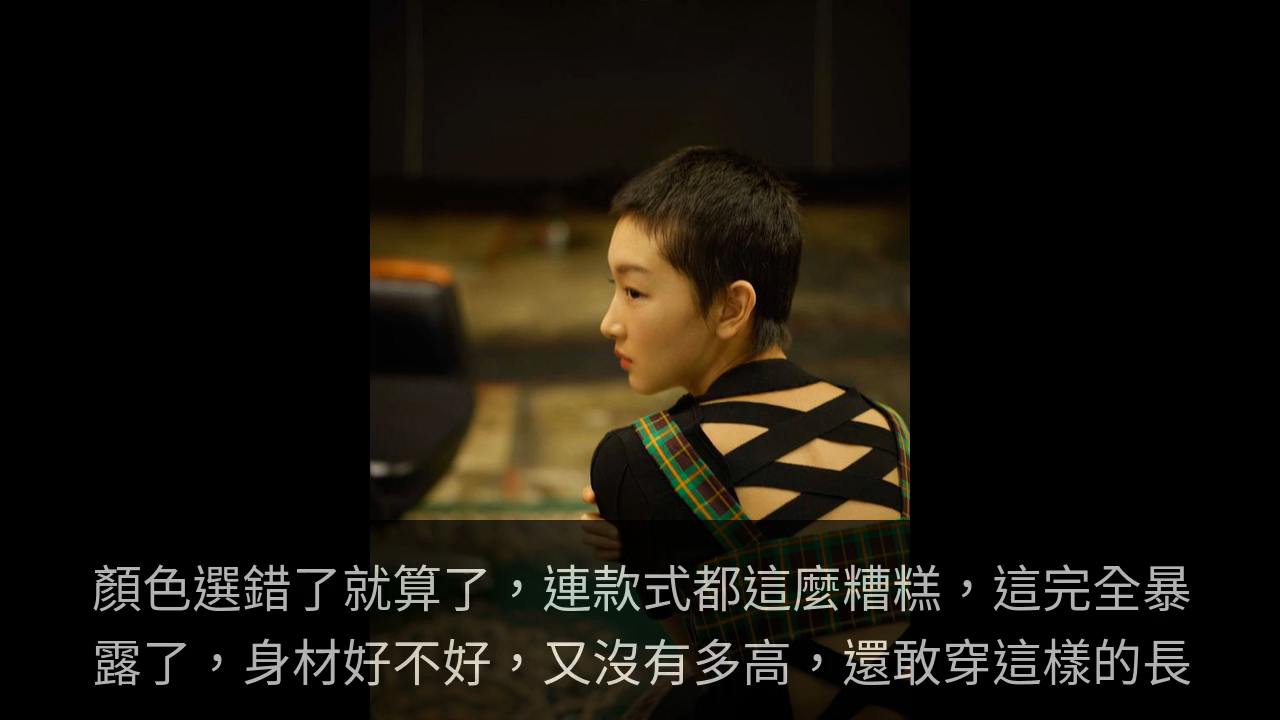 顏色選錯了就算了，連款式都這麼糟糕，這完全暴
露了，身材好不好，又沒有多高，還敢穿這樣的長